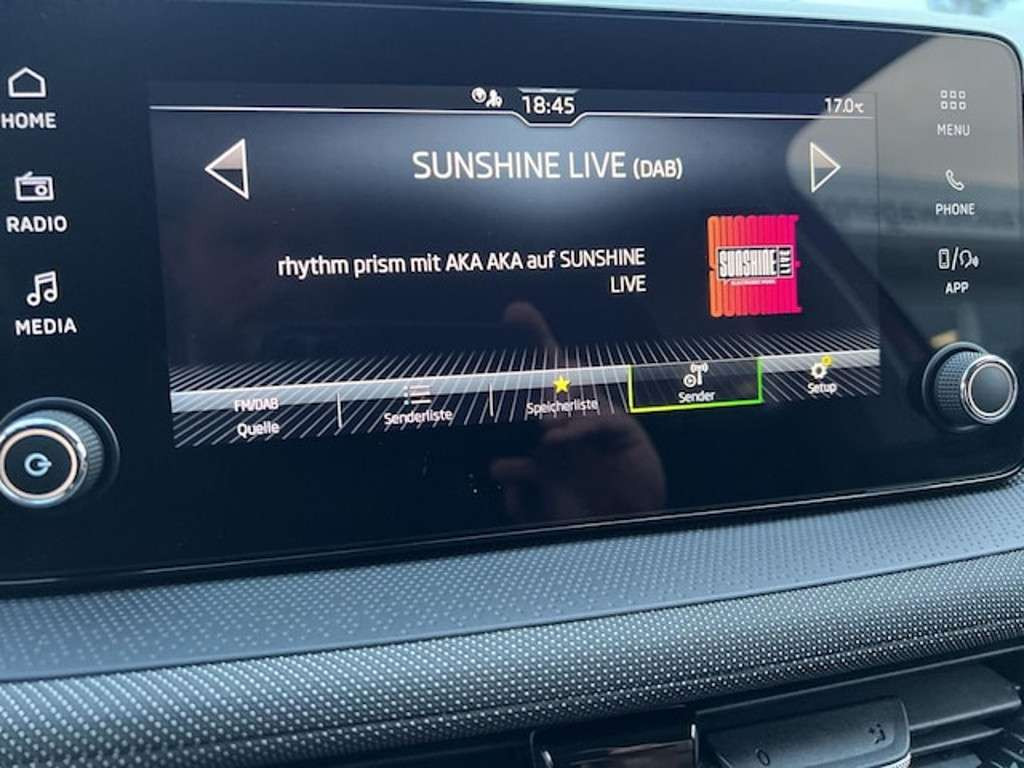 18:45
17.0°C
HOME
MENU
SUNSHINE LIVE (DAB)
RADIO
PHONE
rhythm prism mit AKA AKA auf SUNSHINE
LIVE
SUNSHINE LIVE
MEDIA
APP
FM/DAB
Quelle
Senderliste
Speicherliste
Sender
Setup